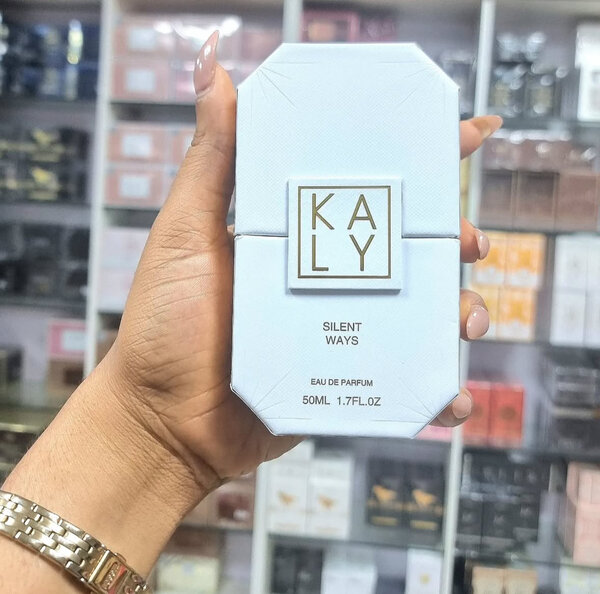 KA
LY
SILENT
WAYS
EAU DE PARFUM
50ML 1.7FL.OZ